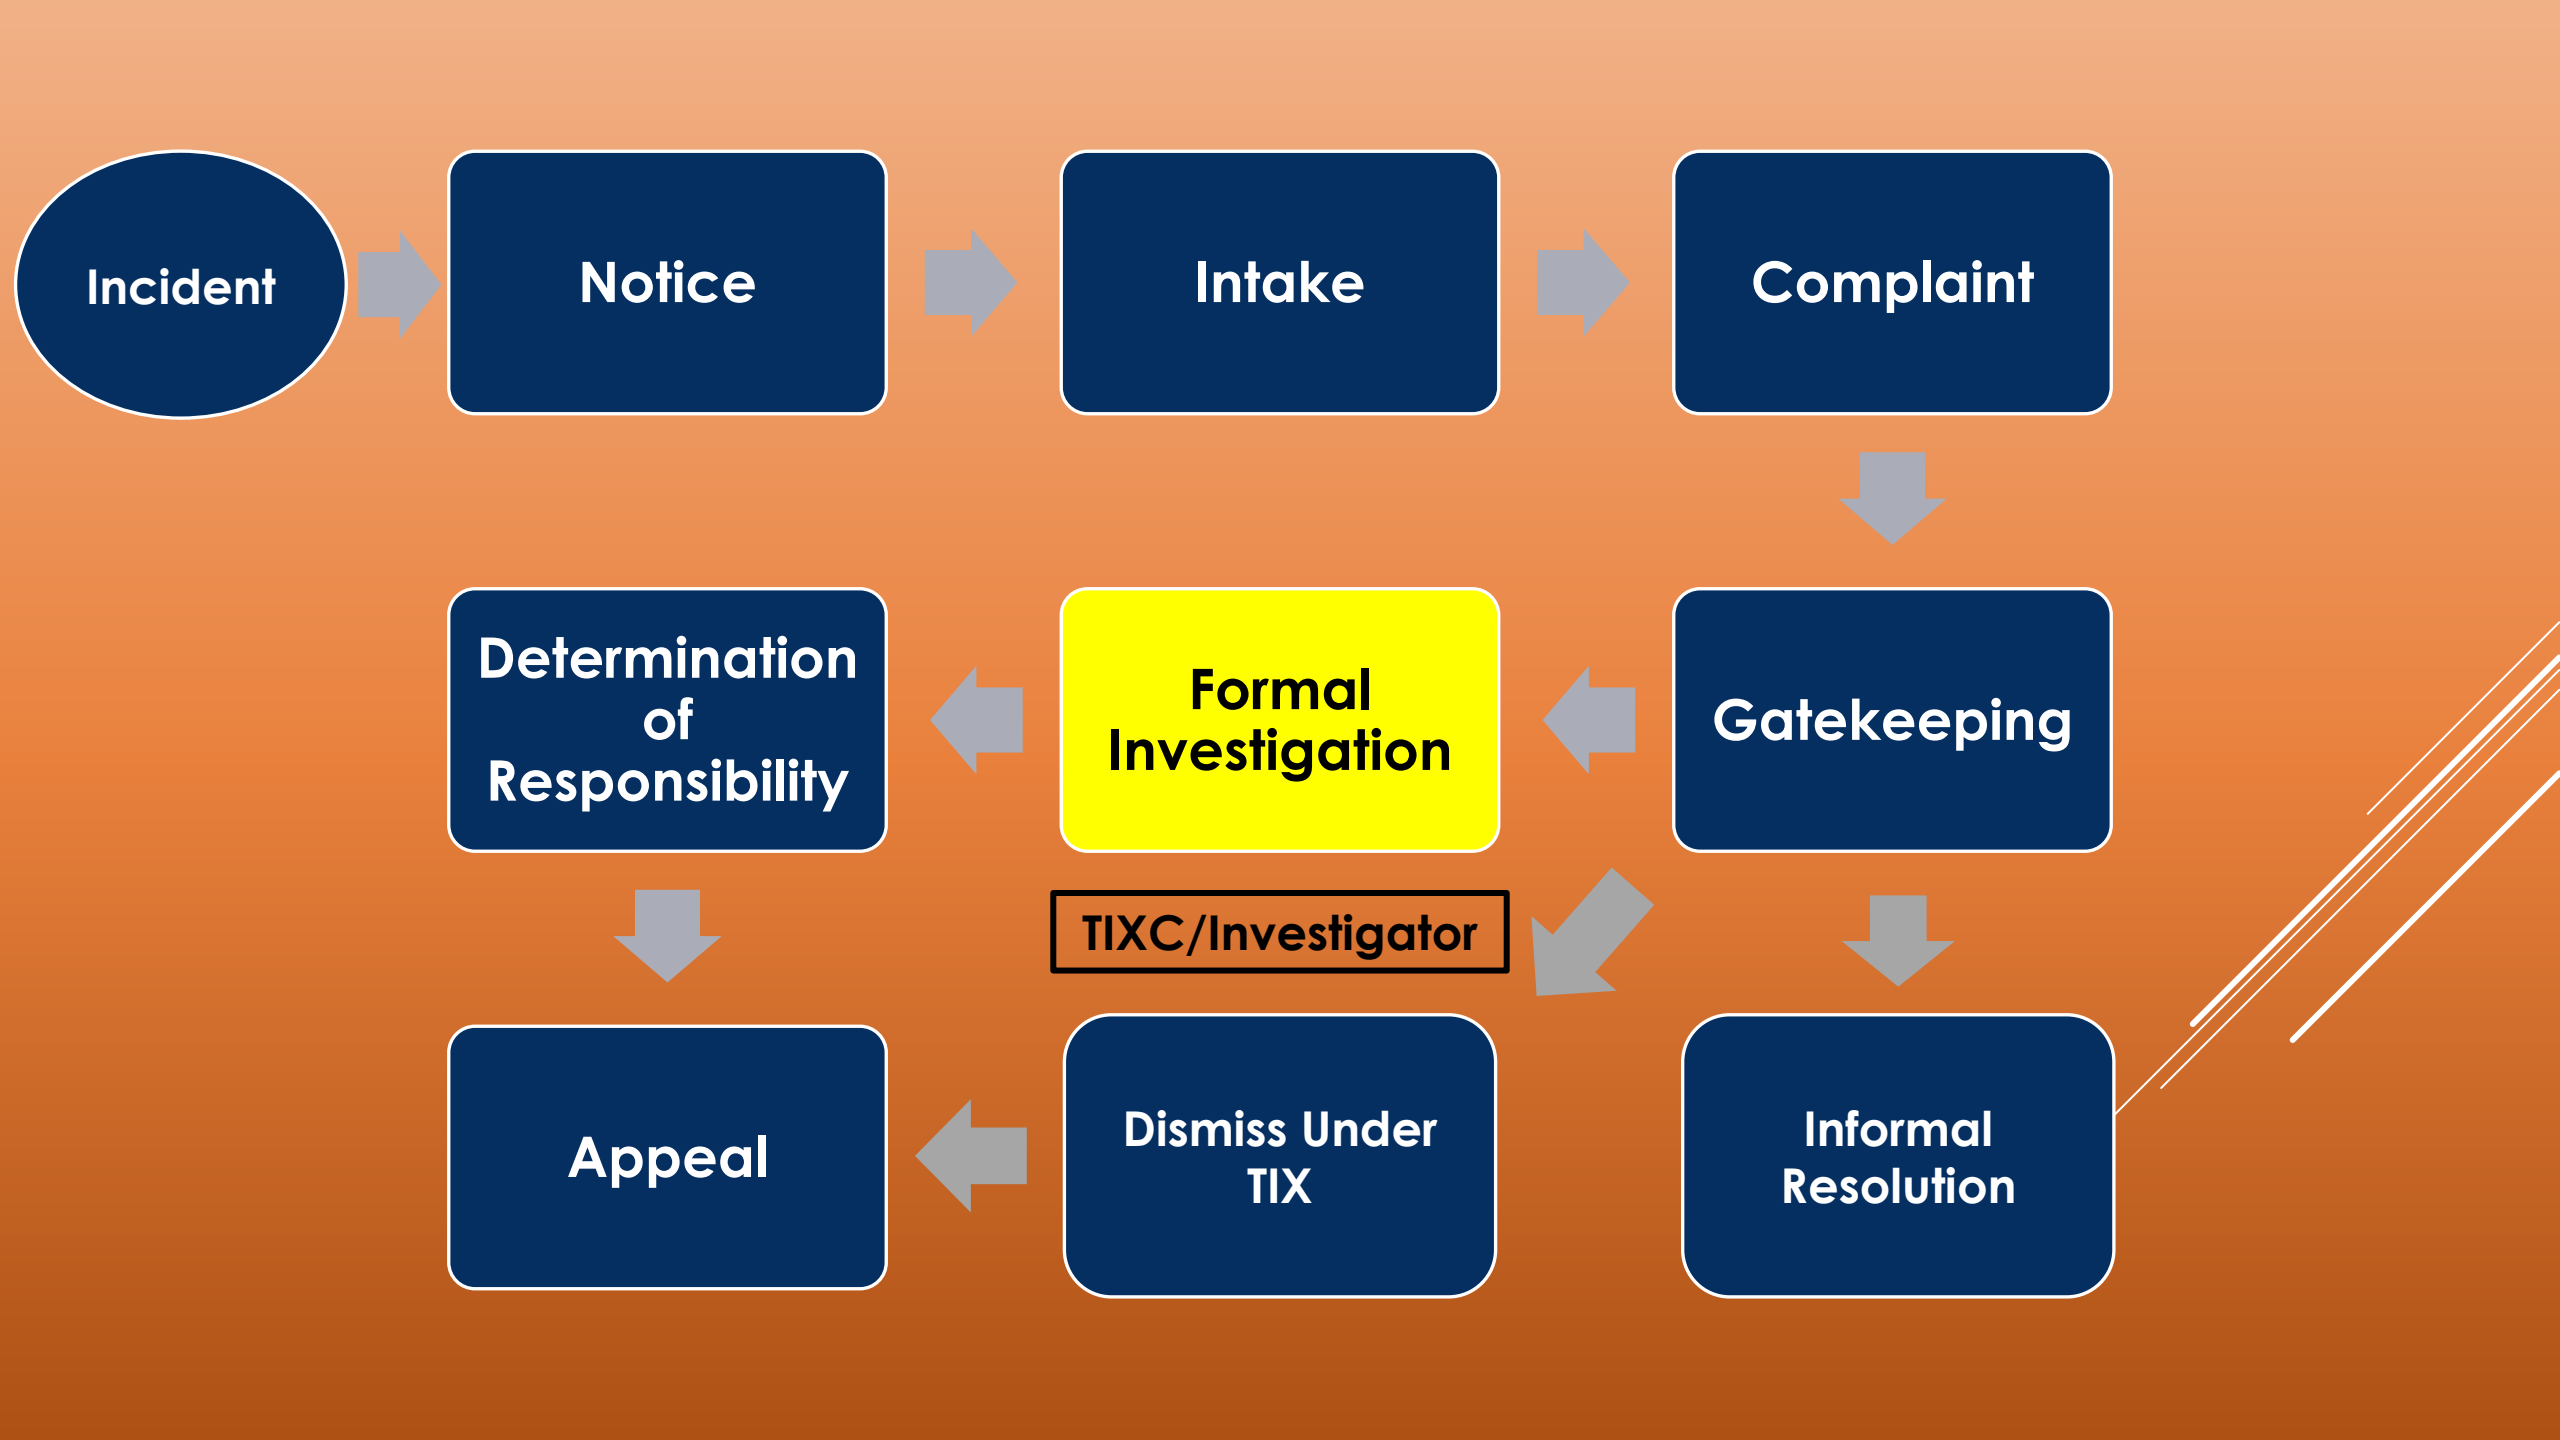 Incident
Notice
Intake
Complaint
Determination
of
Responsibility
Formal
Investigation
Gatekeeping
TIXC/Investigator
Appeal
Dismiss Under
TIX
Informal
Resolution